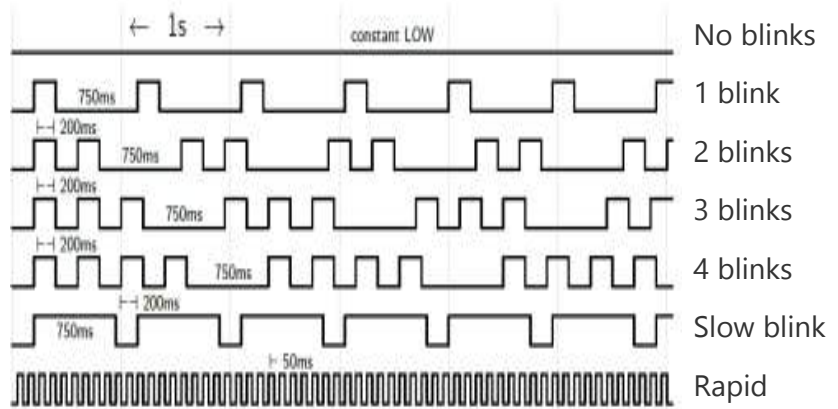 ← 1s → constant LOW No blinks
750ms 1 blink
200ms
750ms 2 blinks
200ms
750ms 3 blinks
200ms
750ms 4 blinks
200ms
750ms Slow blink
50ms
Rapid